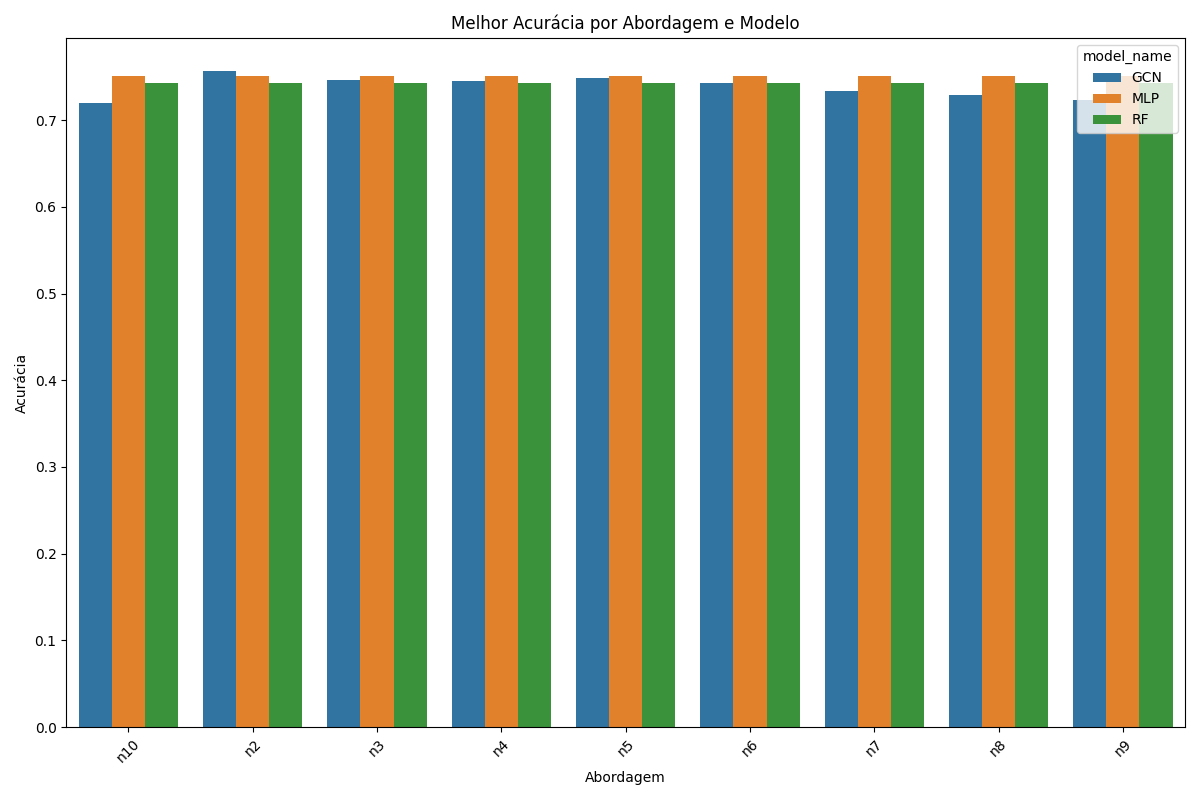 Melhor Acurácia por Abordagem e Modelo
model_name
GCN
MLP
RF
Acurácia
0.7
0.6
0.5
0.4
0.3
0.2
0.1
0.0
n10 n2 n3 n4 n5 n6 n7 n8 n9
Abordagem